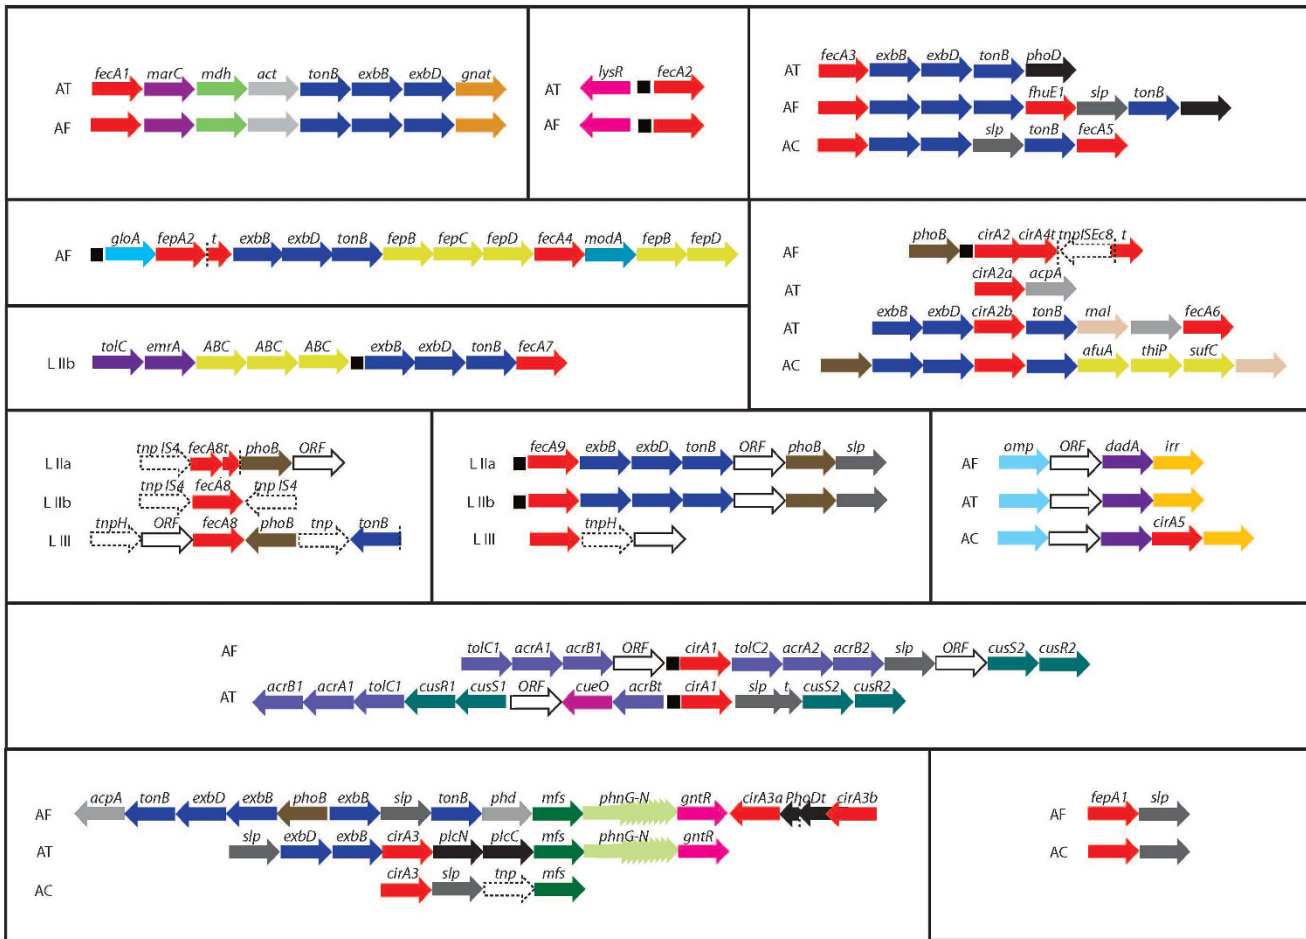 fecA1 marC mdh act tonB exbB exbD gnat
AT
AF
lysR fecA2
AT
AF
fecA3 exbB exbD tonB phoD
AT
fhuE1 slp tonB
AF
slp tonB fecA5
AC
gloA fepA2 t exbB exbD tonB fepB fepC fepD fecA4 modA fepB fepD
AF
phoB cirA2 cirA4t tnpISEc8 t
AF
cirA2a acpA
AT
exbB exbD cirA2b tonB mal fecA6
AT
afuA thiP sufC
AC
tolC emrA ABC ABC ABC exbB exbD tonB fecA7
L IIb
tnp IS4 fecA8t phoB ORF
L IIa
tnp IS4 fecA8 tnp IS4
L IIb
tnpH ORF fecA8 phoB tnp tonB
L III
fecA9 exbB exbD tonB ORF phoB slp
L IIa
L IIb
tnpH
L III
omp ORF dadA irr
AF
AT
cirA5
AC
tolC1 acrA1 acrB1 ORF cirA1 tolC2 acrA2 acrB2 slp ORF cusS2 cusR2
AF
acrB1 acrA1 tolC1 cusR1 cusS1 ORF cueO acrBt cirA1 slp t cusS2 cusR2
AT
acpA tonB exbD exbB phoB exbB slp tonB phd mfs phnG-N gntR cirA3a PhoDt cirA3b
AF
slp exbD exbB cirA3 plcN plcC mfs phnG-N gntR
AT
cirA3 slp tnp mfs
AC
fepA1 slp
AF
AC